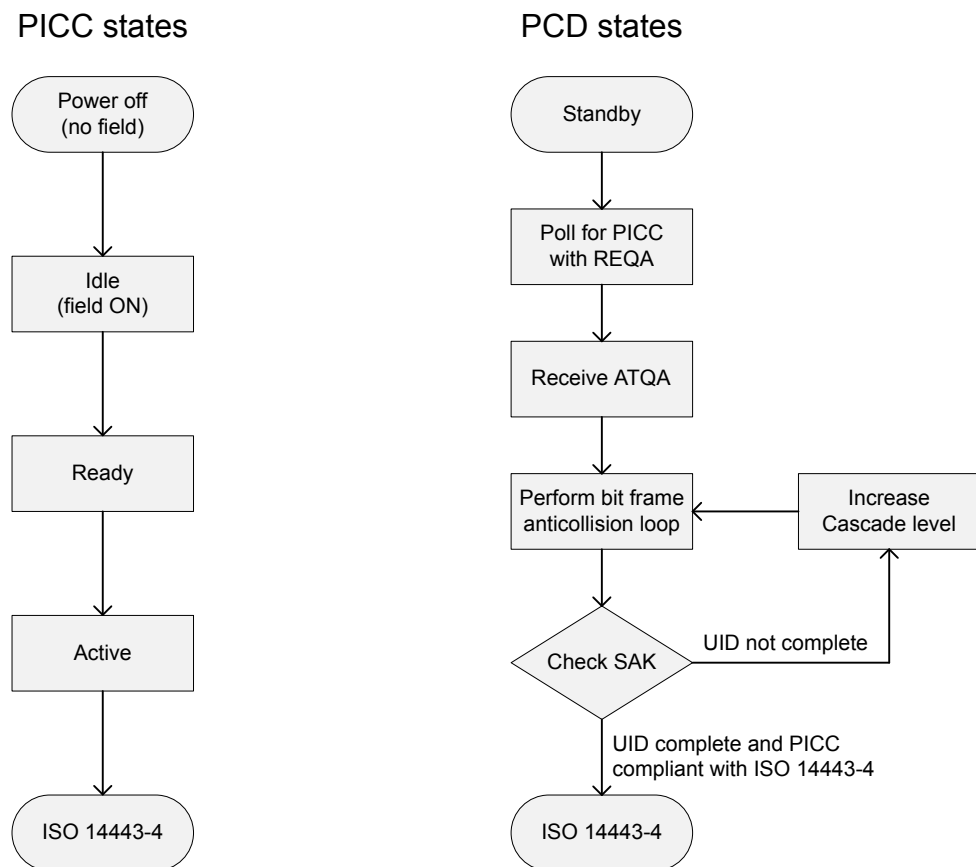 PICC states
Power off
(no field)
Idle
(field ON)
Ready
Active
ISO 14443-4
PCD states
Standby
Poll for PICC
with REQA
Receive ATQA
Perform bit frame
anticollision loop
Increase
Cascade level
Check SAK
UID not complete
UID complete and PICC
compliant with ISO 14443-4
ISO 14443-4